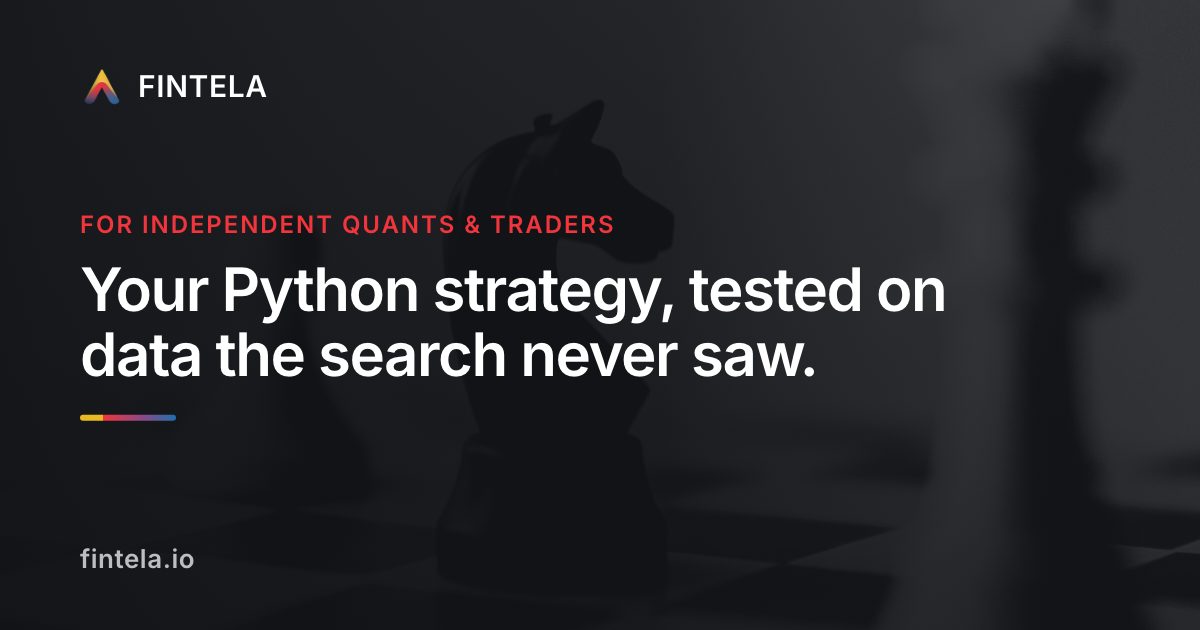 FINTELA
FOR INDEPENDENT QUANTS & TRADERS
Your Python strategy, tested on
data the search never saw.
fintela.io